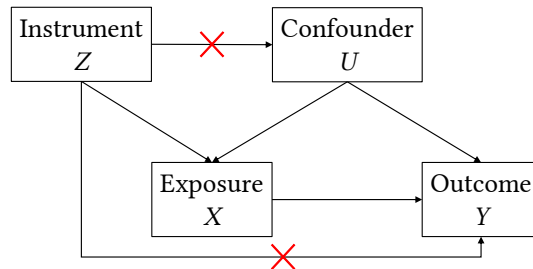 Instrument
Z
Confounder
U
Exposure
X
Outcome
Y